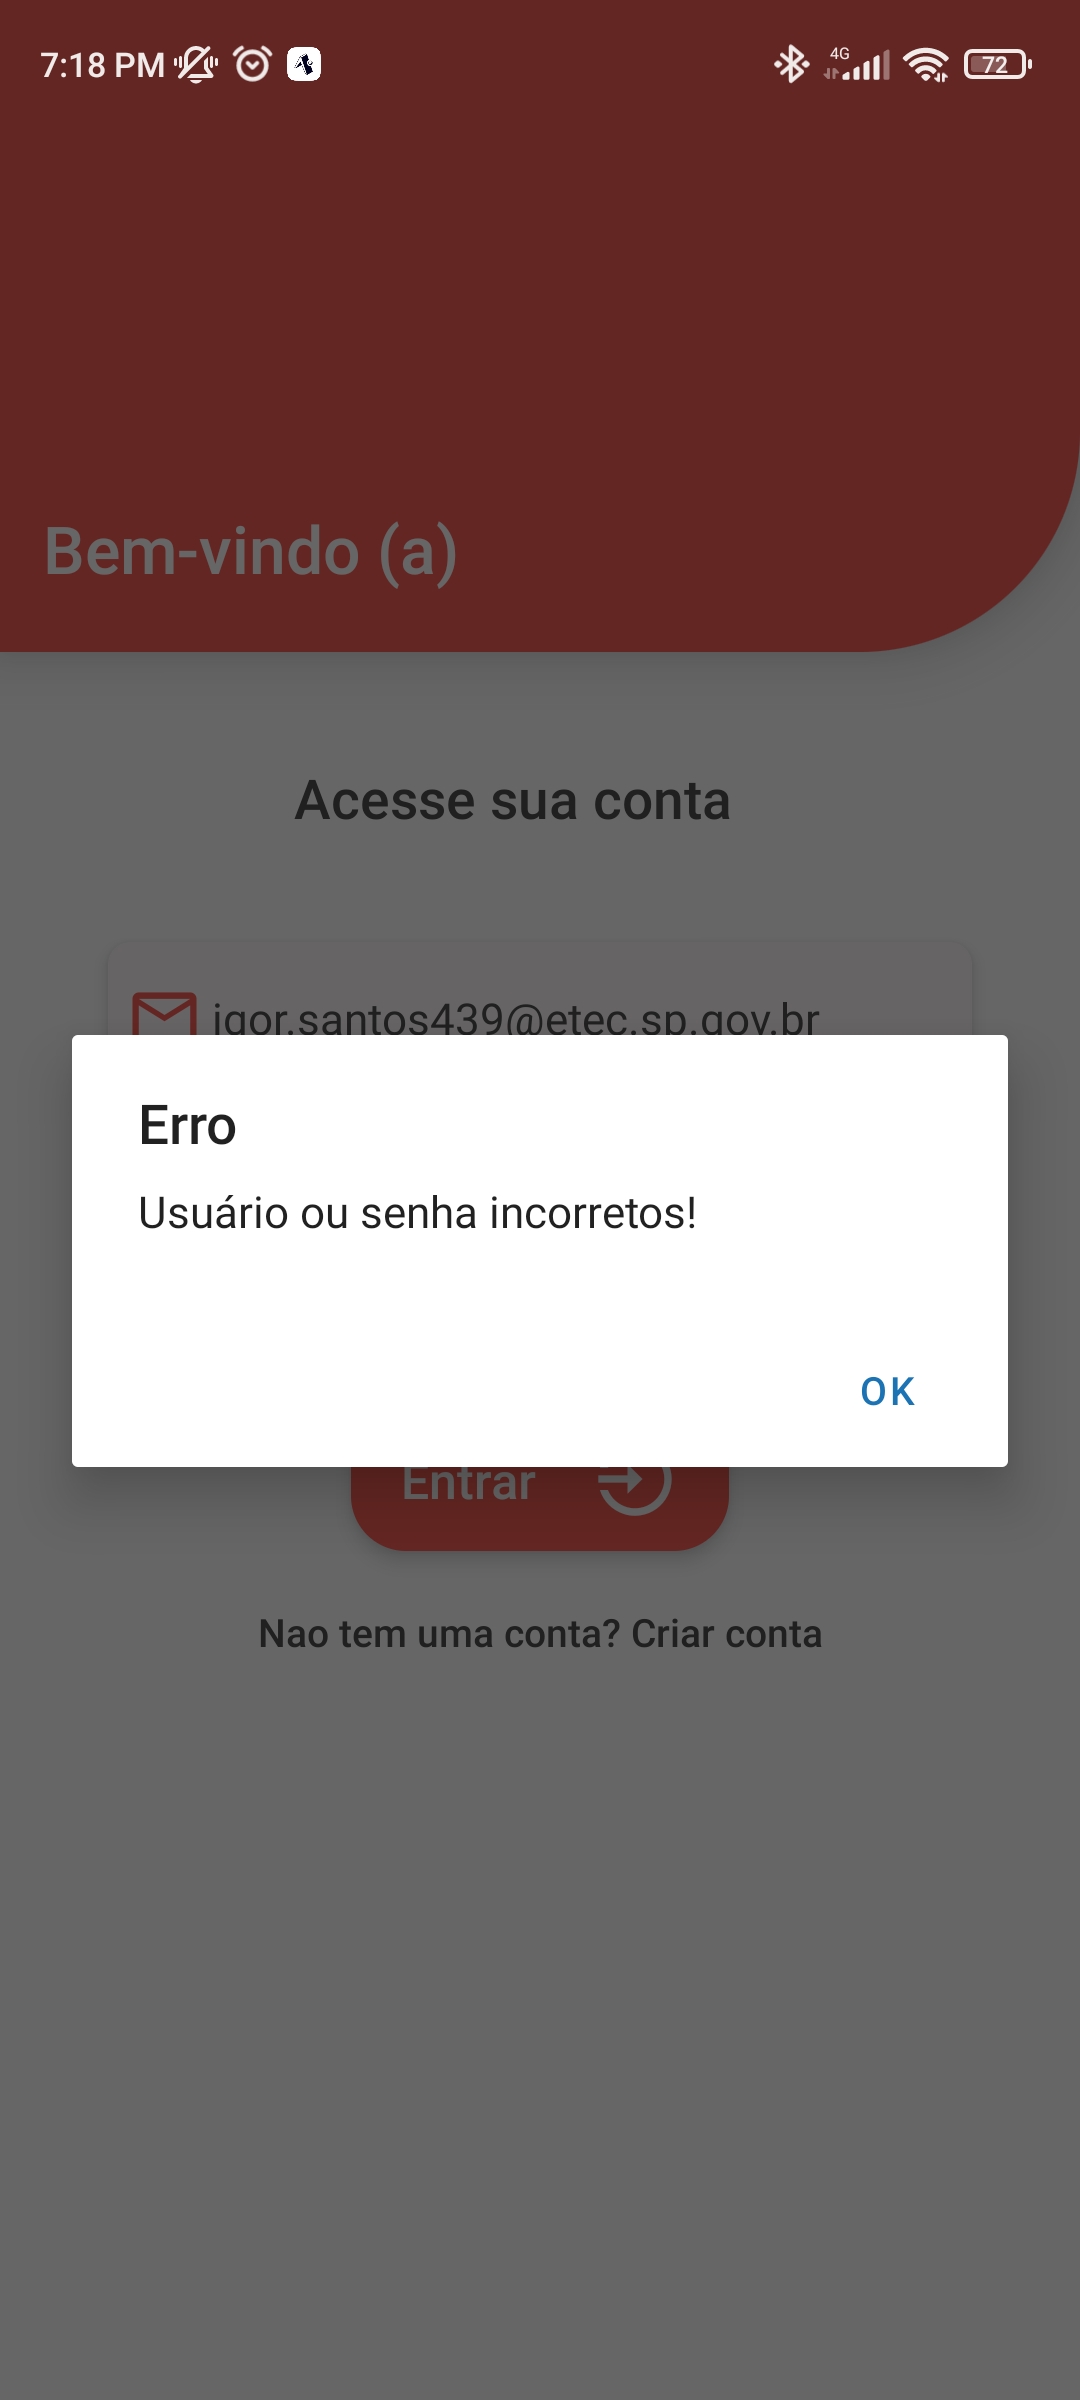 7:18 PM
4G
72
Bem-vindo (a)
Acesse sua conta
igor.santos439@etec.sp.gov.br
Erro
Usuário ou senha incorretos!
OK
Entrar
Nao tem uma conta? Criar conta